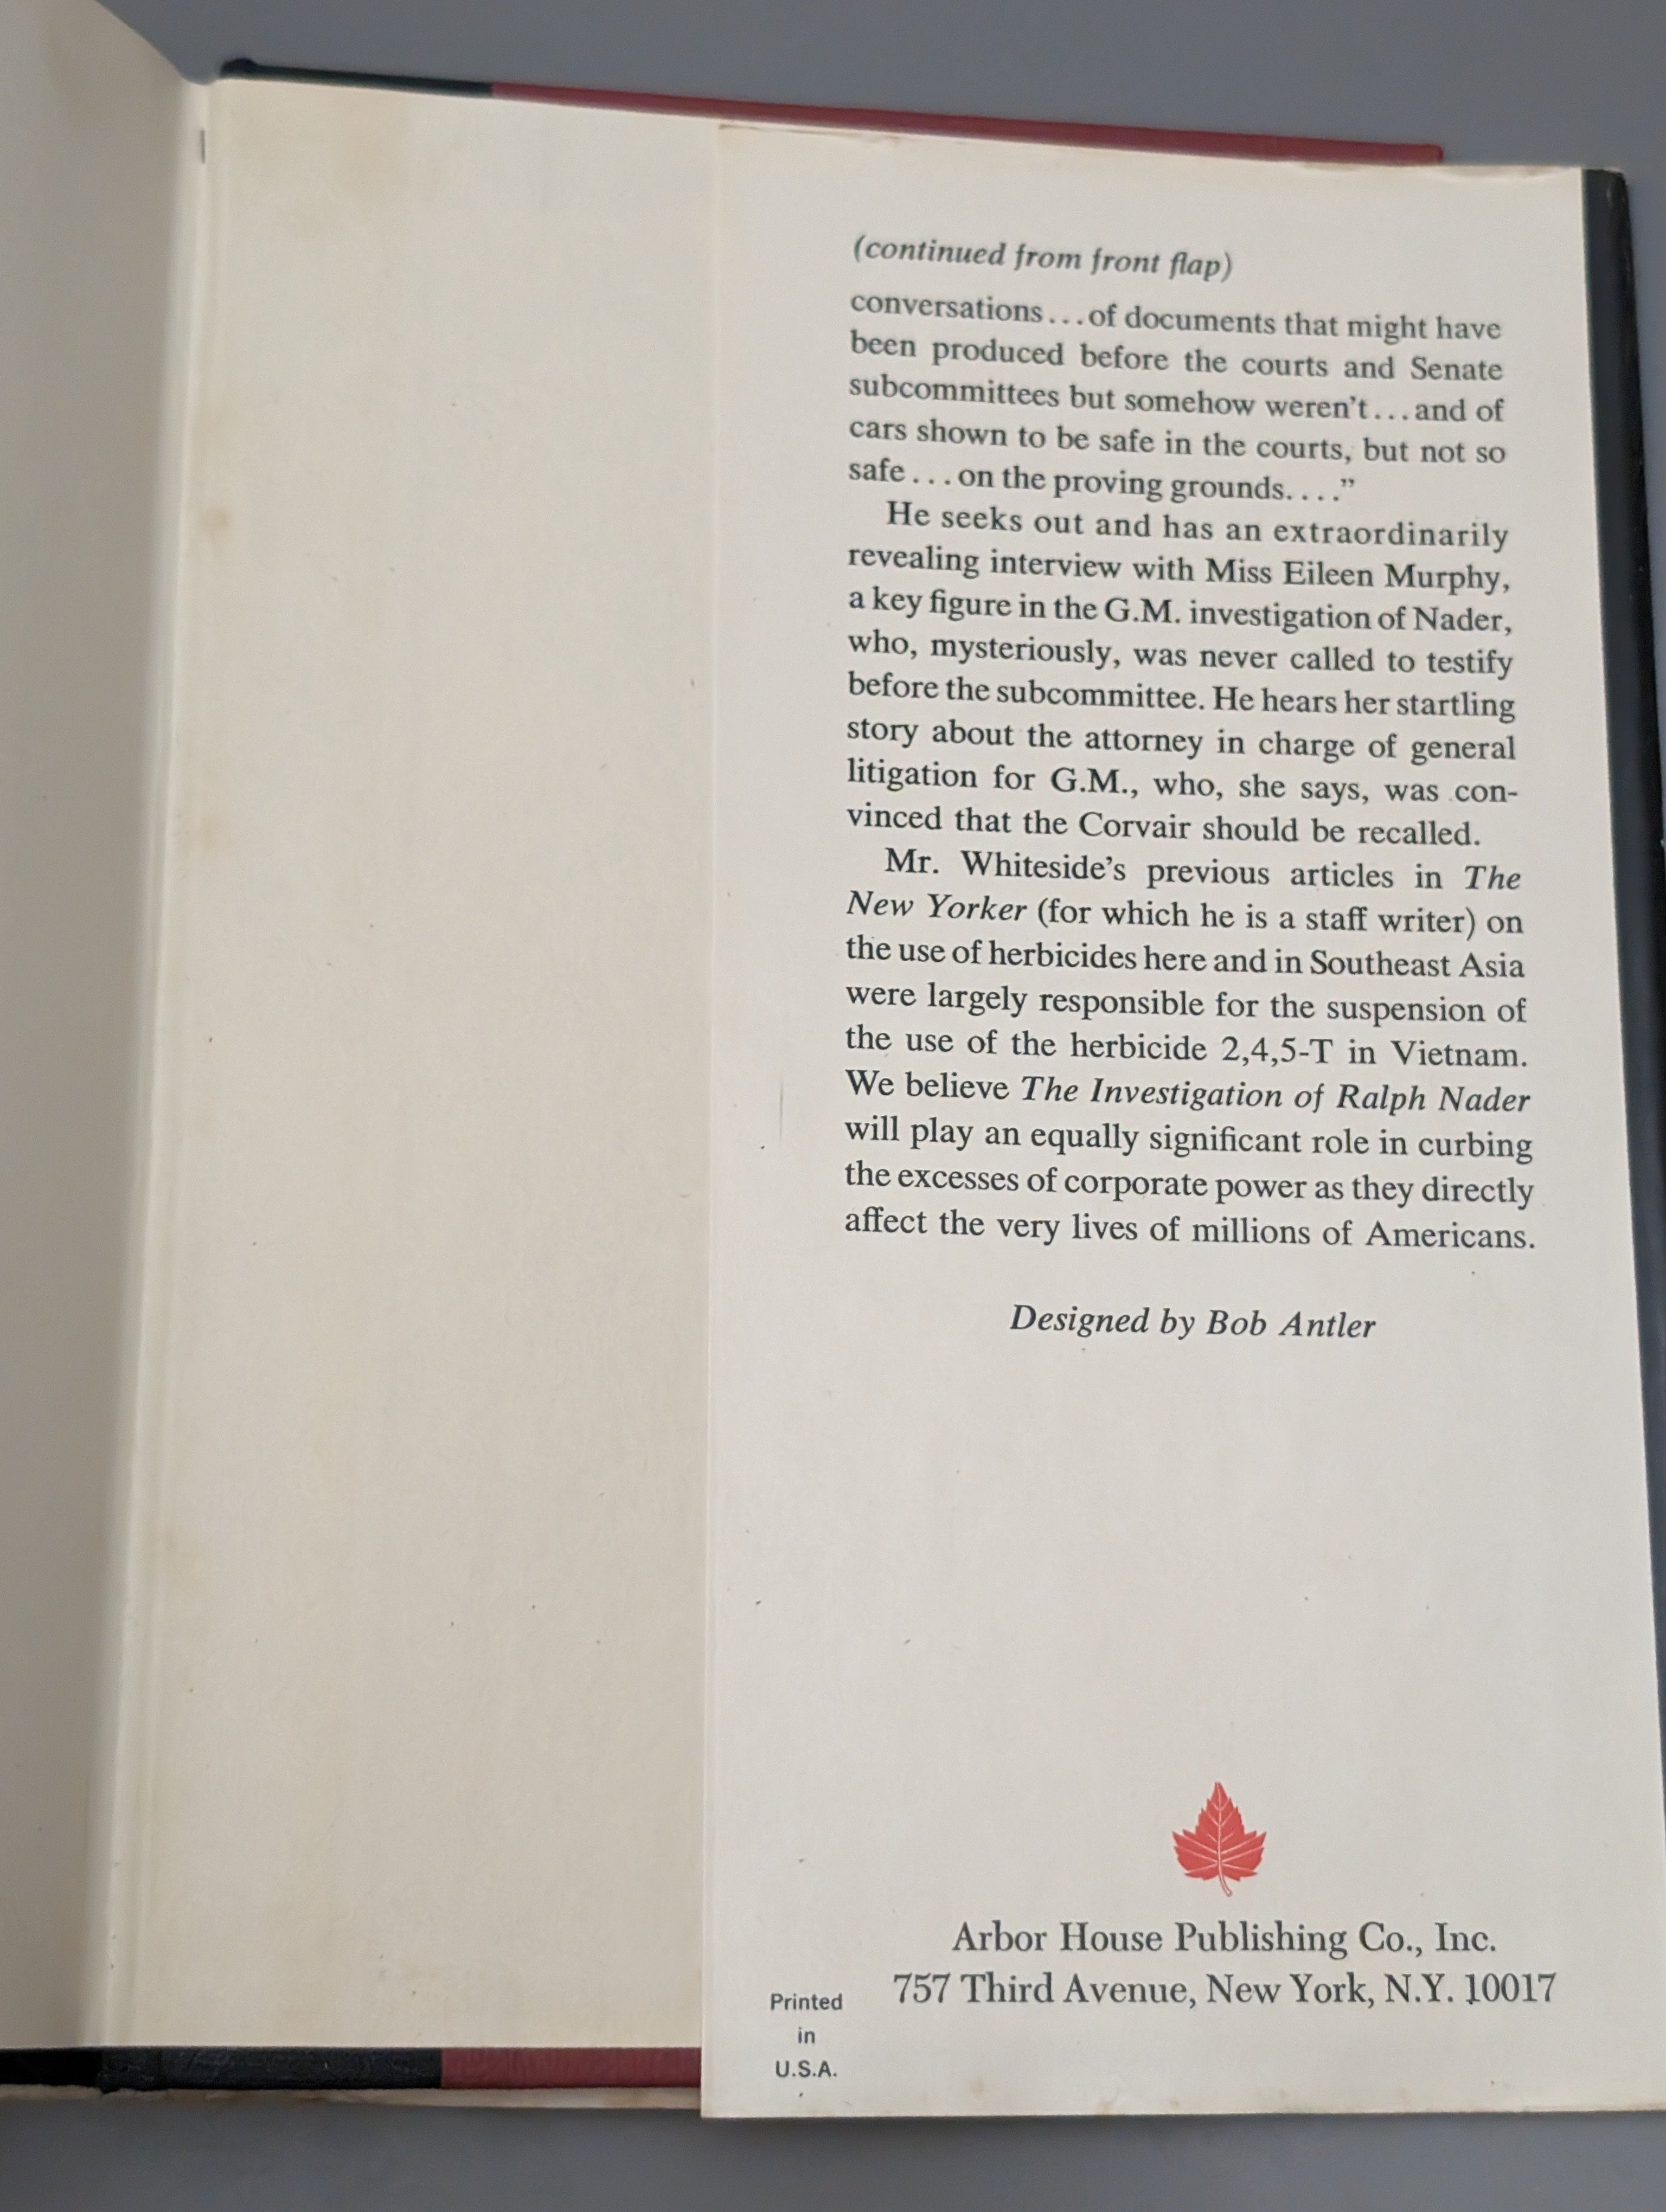 (continued from front flap)
conversations...of documents that might have
been produced before the courts and Senate
subcommittees but somehow weren't...and of
cars shown to be safe in the courts, but not so
safe...on the proving grounds...."
He seeks out and has an extraordinarily
revealing interview with Miss Eileen Murphy,
a key figure in the G.M. investigation of Nader,
who, mysteriously, was never called to testify
before the subcommittee. He hears her startling
story about the attorney in charge of general
litigation for G.M., who, she says, was con-
vinced that the Corvair should be recalled.
Mr. Whiteside's previous articles in The
New Yorker (for which he is a staff writer) on
the use of herbicides here and in Southeast Asia
were largely responsible for the suspension of
the use of the herbicide 2,4,5-T in Vietnam.
We believe The Investigation of Ralph Nader
will play an equally significant role in curbing
the excesses of corporate power as they directly
affect the very lives of millions of Americans.
Designed by Bob Antler
Arbor House Publishing Co., Inc.
757 Third Avenue, New York, N.Y. 10017
Printed
in
U.S.A.